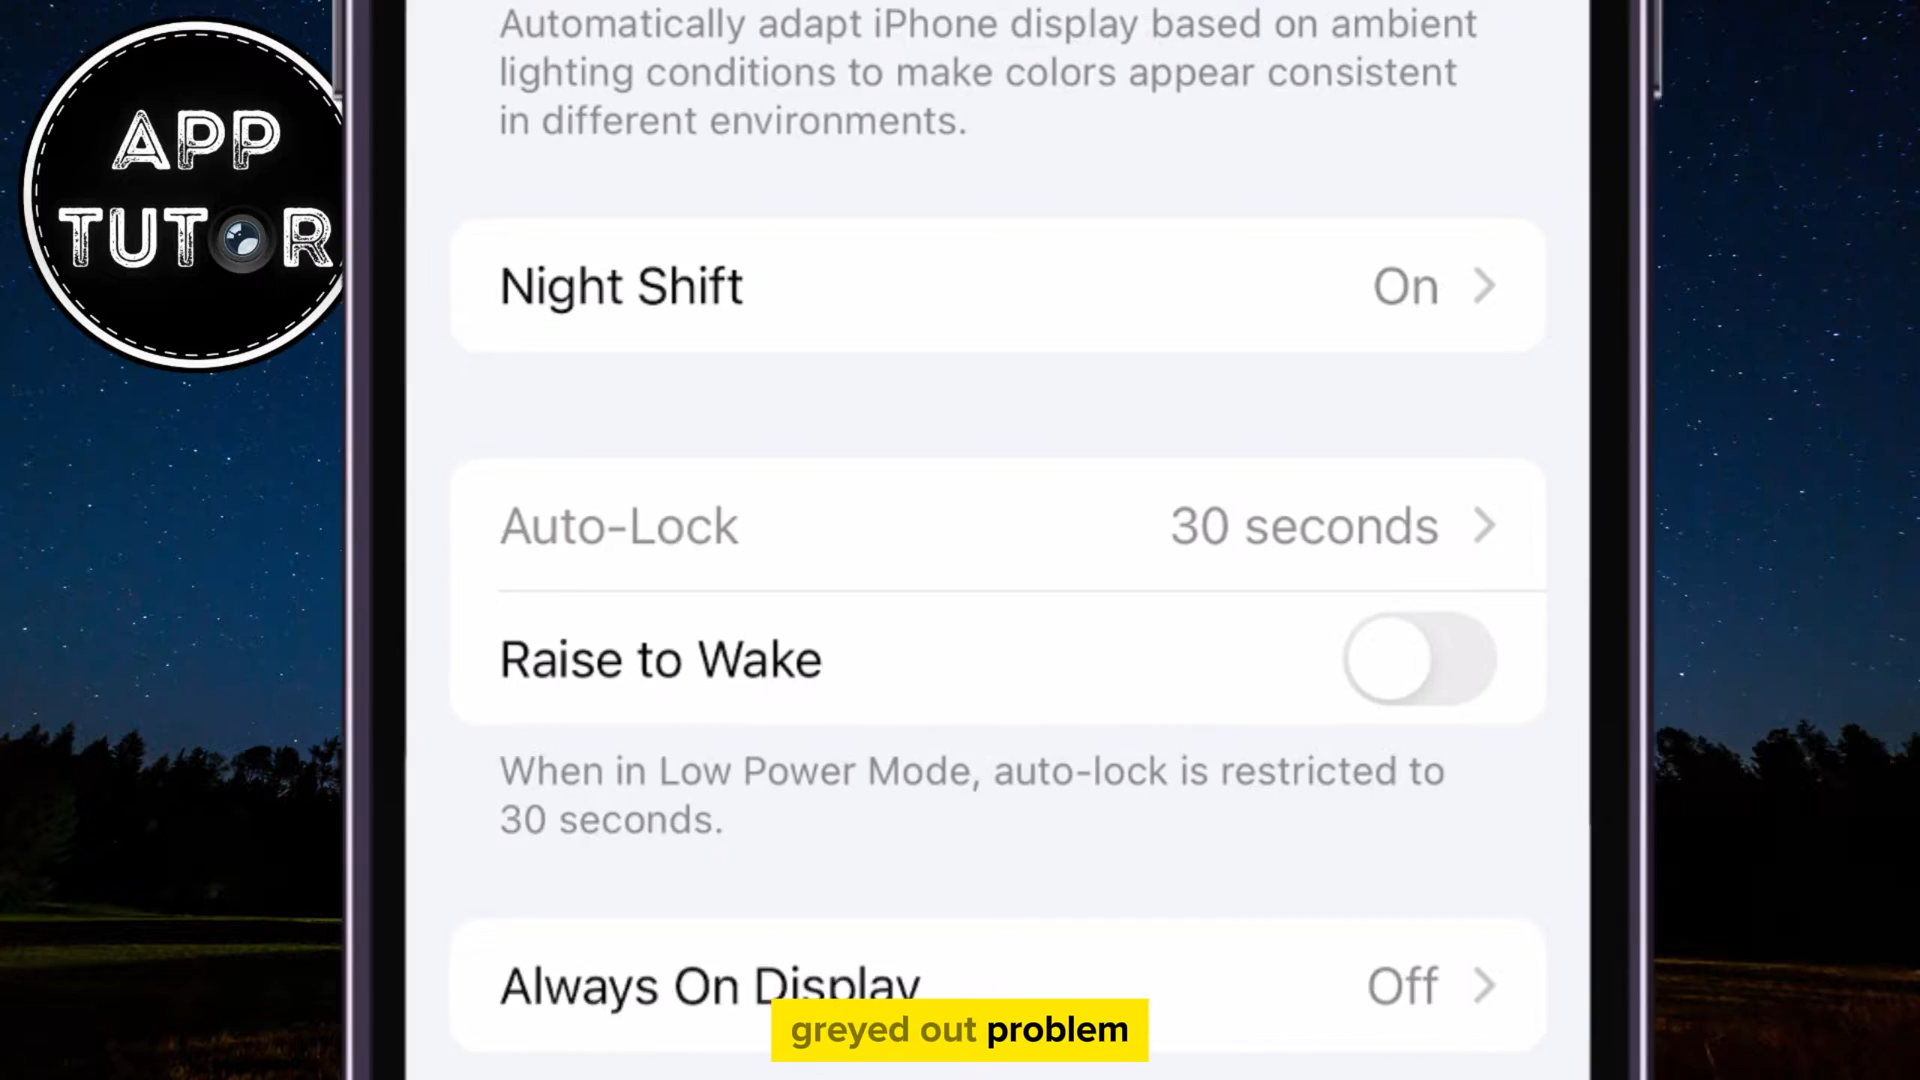 APP
TUTOR
Automatically adapt iPhone display based on ambient
lighting conditions to make colors appear consistent
in different environments.
Night Shift On
Auto-Lock 30 seconds
Raise to Wake
When in Low Power Mode, auto-lock is restricted to
30 seconds.
Always On Display Off
greyed out problem